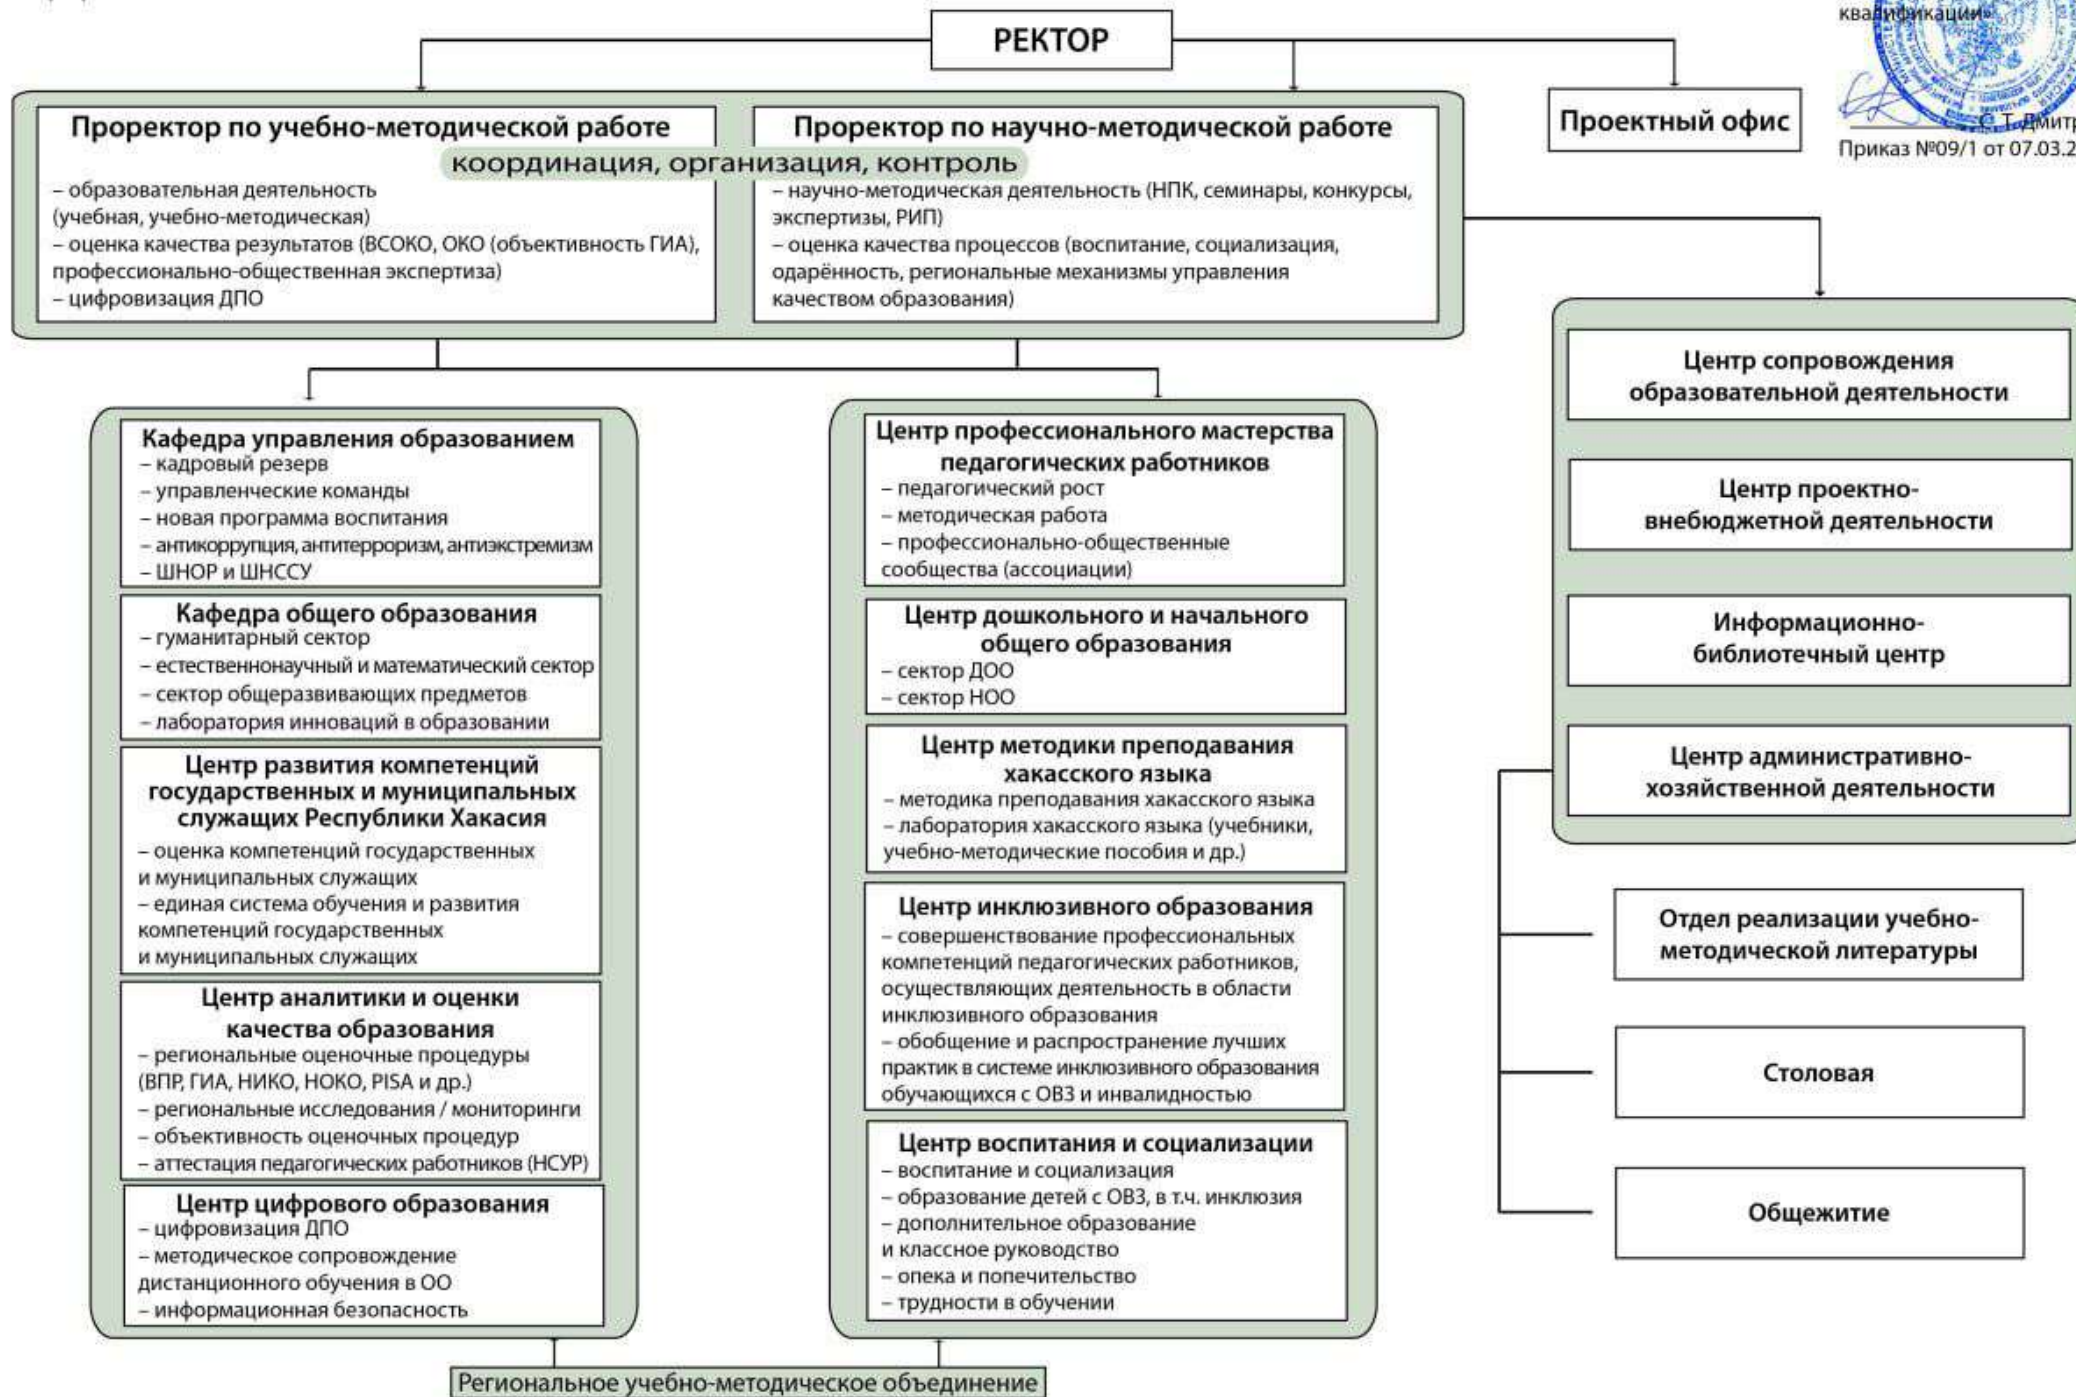 квалификации»
РЕКТОР
Проректор по учебно-методической работе
Проректор по научно-методической работе
координация, организация, контроль
– образовательная деятельность
(учебная, учебно-методическая)
– оценка качества результатов (ВСОКО, ОКО (объективность ГИА),
профессионально-общественная экспертиза)
– цифровизация ДПО
– научно-методическая деятельность (НПК, семинары, конкурсы,
экспертизы, РИП)
– оценка качества процессов (воспитание, социализация,
одарённость, региональные механизмы управления
качеством образования)
Проектный офис
С. Т. Дмитр
Приказ №09/1 от 07.03.2
Кафедра управления образованием
– кадровый резерв
– управленческие команды
– новая программа воспитания
– антикоррупция, антитерроризм, антиэкстремизм
– ШНОР и ШНССУ
Кафедра общего образования
– гуманитарный сектор
– естественнонаучный и математический сектор
– сектор общеразвивающих предметов
– лаборатория инноваций в образовании
Центр развития компетенций
государственных и муниципальных
служащих Республики Хакасия
– оценка компетенций государственных
и муниципальных служащих
– единая система обучения и развития
компетенций государственных
и муниципальных служащих
Центр аналитики и оценки
качества образования
– региональные оценочные процедуры
(ВПР, ГИА, НИКО, НОКО, PISA и др.)
– региональные исследования / мониторинги
– объективность оценочных процедур
– аттестация педагогических работников (НСУР)
Центр цифрового образования
– цифровизация ДПО
– методическое сопровождение
дистанционного обучения в ОО
– информационная безопасность
Центр профессионального мастерства
педагогических работников
– педагогический рост
– методическая работа
– профессионально-общественные
сообщества (ассоциации)
Центр дошкольного и начального
общего образования
– сектор ДОО
– сектор НОО
Центр методики преподавания
хакасского языка
– методика преподавания хакасского языка
– лаборатория хакасского языка (учебники,
учебно-методические пособия и др.)
Центр инклюзивного образования
– совершенствование профессиональных
компетенций педагогических работников,
осуществляющих деятельность в области
инклюзивного образования
– обобщение и распространение лучших
практик в системе инклюзивного образования
обучающихся с ОВЗ и инвалидностью
Центр воспитания и социализации
– воспитание и социализация
– образование детей с ОВЗ, в т.ч. инклюзия
– дополнительное образование
и классное руководство
– опека и попечительство
– трудности в обучении
Центр сопровождения
образовательной деятельности
Центр проектно-
внебюджетной деятельности
Информационно-
библиотечный центр
Центр административно-
хозяйственной деятельности
Отдел реализации учебно-
методической литературы
Столовая
Общежитие
Региональное учебно-методическое объединение